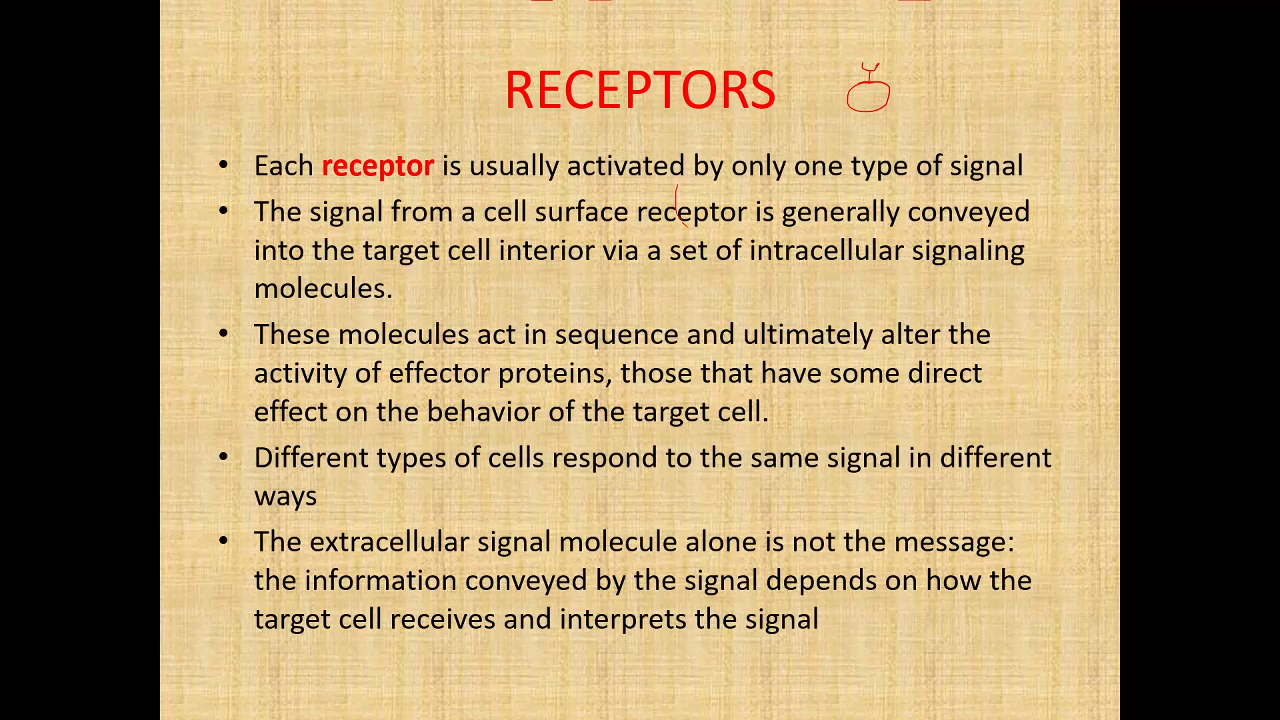 RECEPTORS
• Each receptor is usually activated by only one type of signal
• The signal from a cell surface receptor is generally conveyed
into the target cell interior via a set of intracellular signaling
molecules.
• These molecules act in sequence and ultimately alter the
activity of effector proteins, those that have some direct
effect on the behavior of the target cell.
• Different types of cells respond to the same signal in different
ways
• The extracellular signal molecule alone is not the message:
the information conveyed by the signal depends on how the
target cell receives and interprets the signal